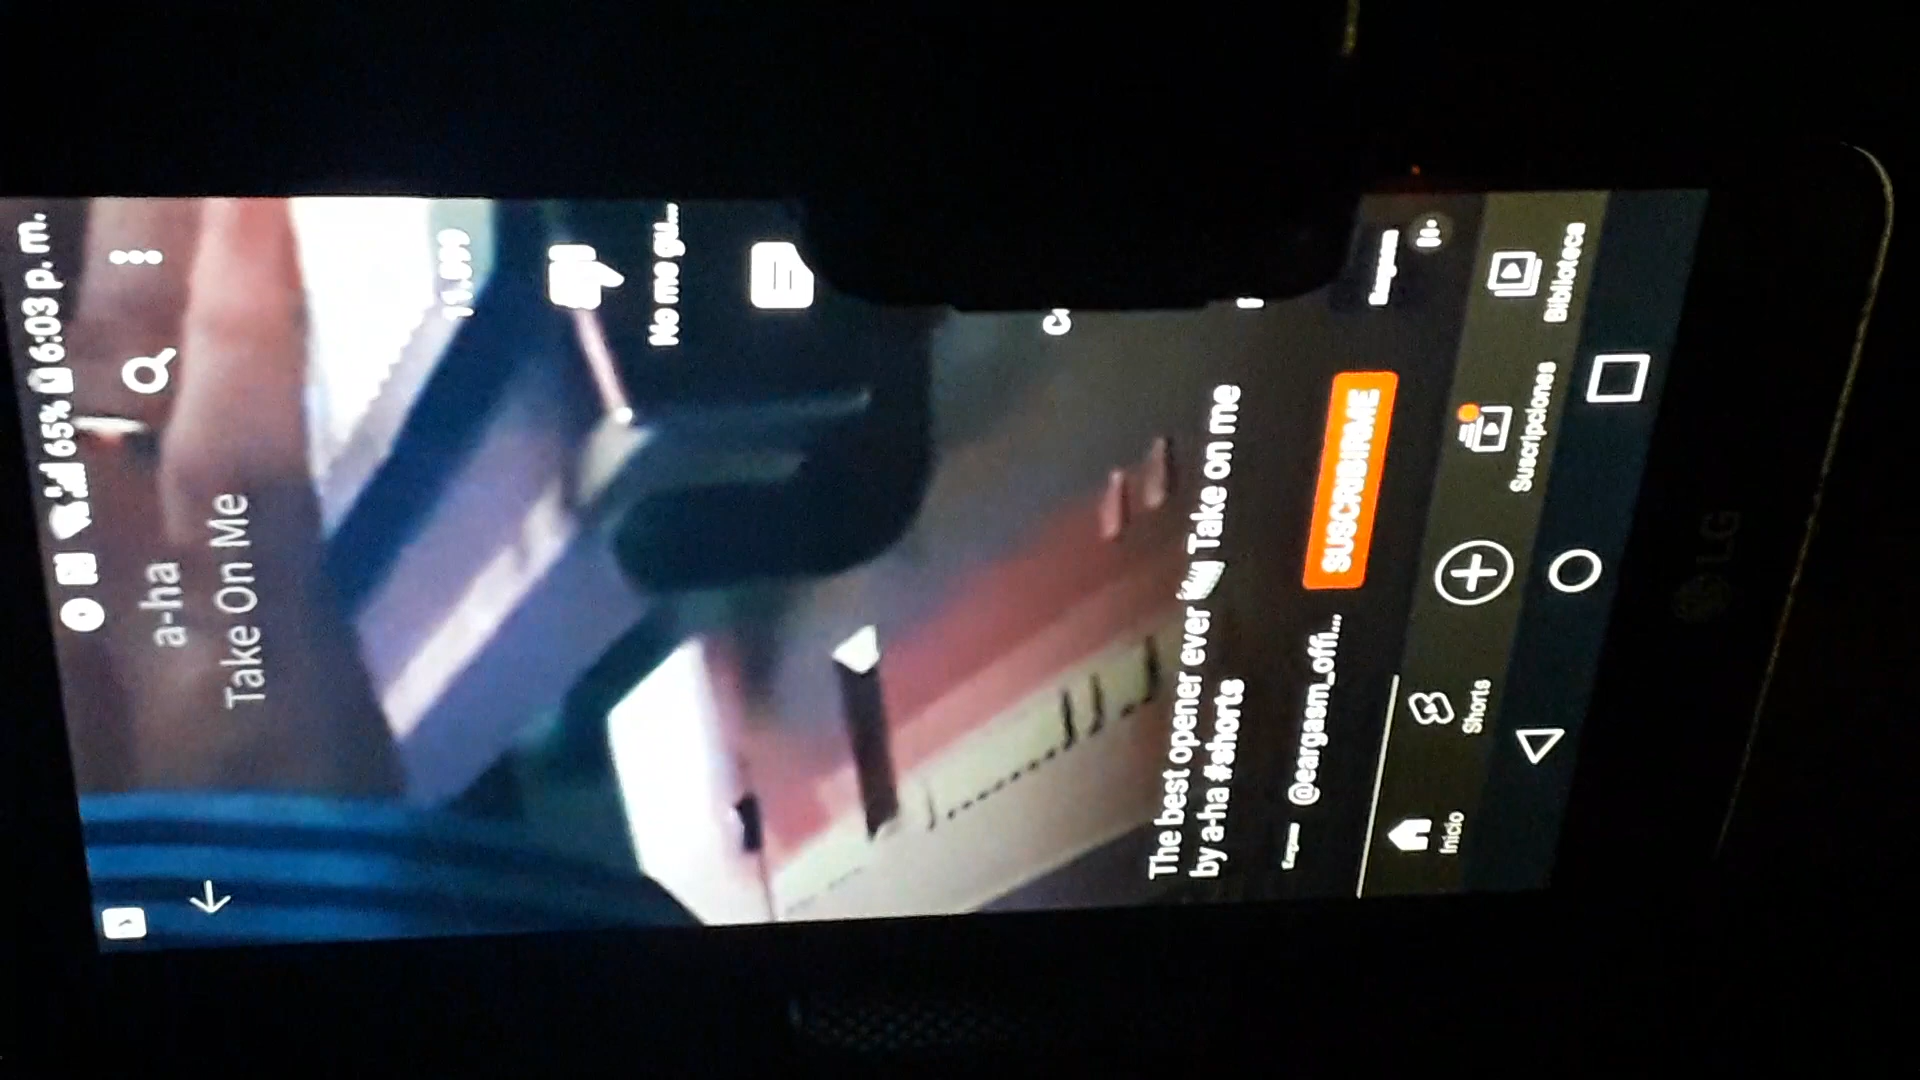 65% 6:03 p. m.
a-ha
Take On Me
No me gu...
The best opener ever Take on me
by a-ha #shorts
@eargasm_offi...
SUSCRIBIRME
Inicio
Shorts
Suscripciones
Biblioteca
LG